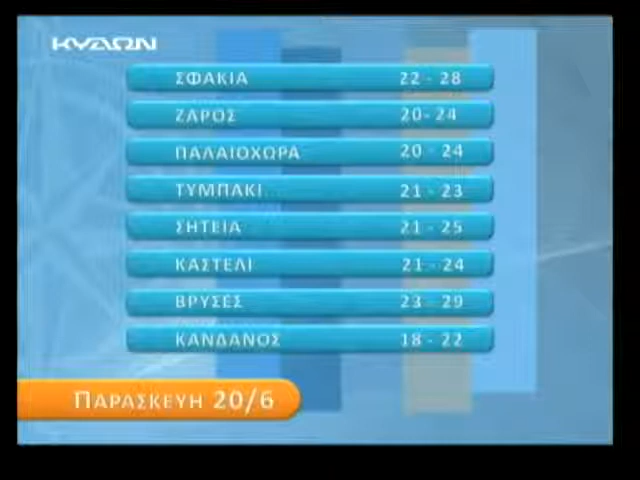 ΚΥΔΩΝ
ΣΦΑΚΙΑ 22 - 28
ΖΑΡΟΣ 20- 24
ΠΑΛΑΙΟΧΩΡΑ 20 - 24
ΤΥΜΠΑΚΙ 21 - 23
ΣΗΤΕΙΑ 21 - 25
ΚΑΣΤΕΛΙ 21 - 24
ΒΡΥΣΕΣ 23 - 29
ΚΑΝΔΑΝΟΣ 18 - 22
ΠΑΡΑΣΚΕΥΗ 20/6